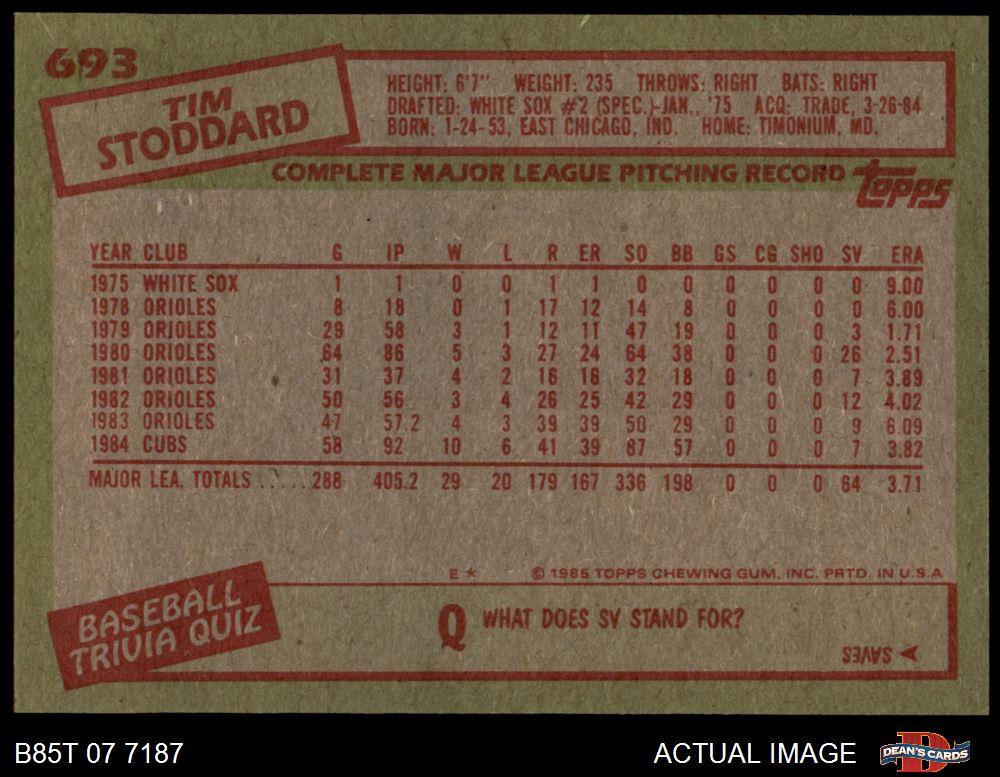 693
TIM
STODDARD
HEIGHT: 6'7" WEIGHT: 235 THROWS: RIGHT BATS: RIGHT
DRAFTED: WHITE SOX #2 (SPEC.)-JAN., '75 ACQ: TRADE, 3-26-84
BORN: 1-24-53, EAST CHICAGO, IND. HOME: TIMONIUM, MD.
COMPLETE MAJOR LEAGUE PITCHING RECORD topps
YEAR CLUB G IP W L R ER SO BB GS CG SHO SV ERA
1975 WHITE SOX 1 1 0 0 1 1 0 0 0 0 0 0 9.00
1978 ORIOLES 8 18 0 1 17 12 14 8 0 0 0 0 6.00
1979 ORIOLES 29 58 3 1 12 11 47 19 0 0 0 3 1.71
1980 ORIOLES 64 86 5 3 27 24 64 38 0 0 0 26 2.51
1981 ORIOLES 31 37 4 2 16 16 32 18 0 0 0 7 3.89
1982 ORIOLES 50 56 3 4 26 25 42 29 0 0 0 12 4.02
1983 ORIOLES 47 57.2 4 3 39 39 50 29 0 0 0 9 6.09
1984 CUBS 58 92 10 6 41 39 87 57 0 0 0 7 3.82
MAJOR LEA. TOTALS ..... 288 405.2 29 20 179 167 336 198 0 0 0 64 3.71
E * © 1985 TOPPS CHEWING GUM, INC. PRTD. IN U.S.A
BASEBALL
TRIVIA QUIZ
Q WHAT DOES SV STAND FOR?
SAVES
B85T 07 7187 ACTUAL IMAGE D DEAN'S CARDS